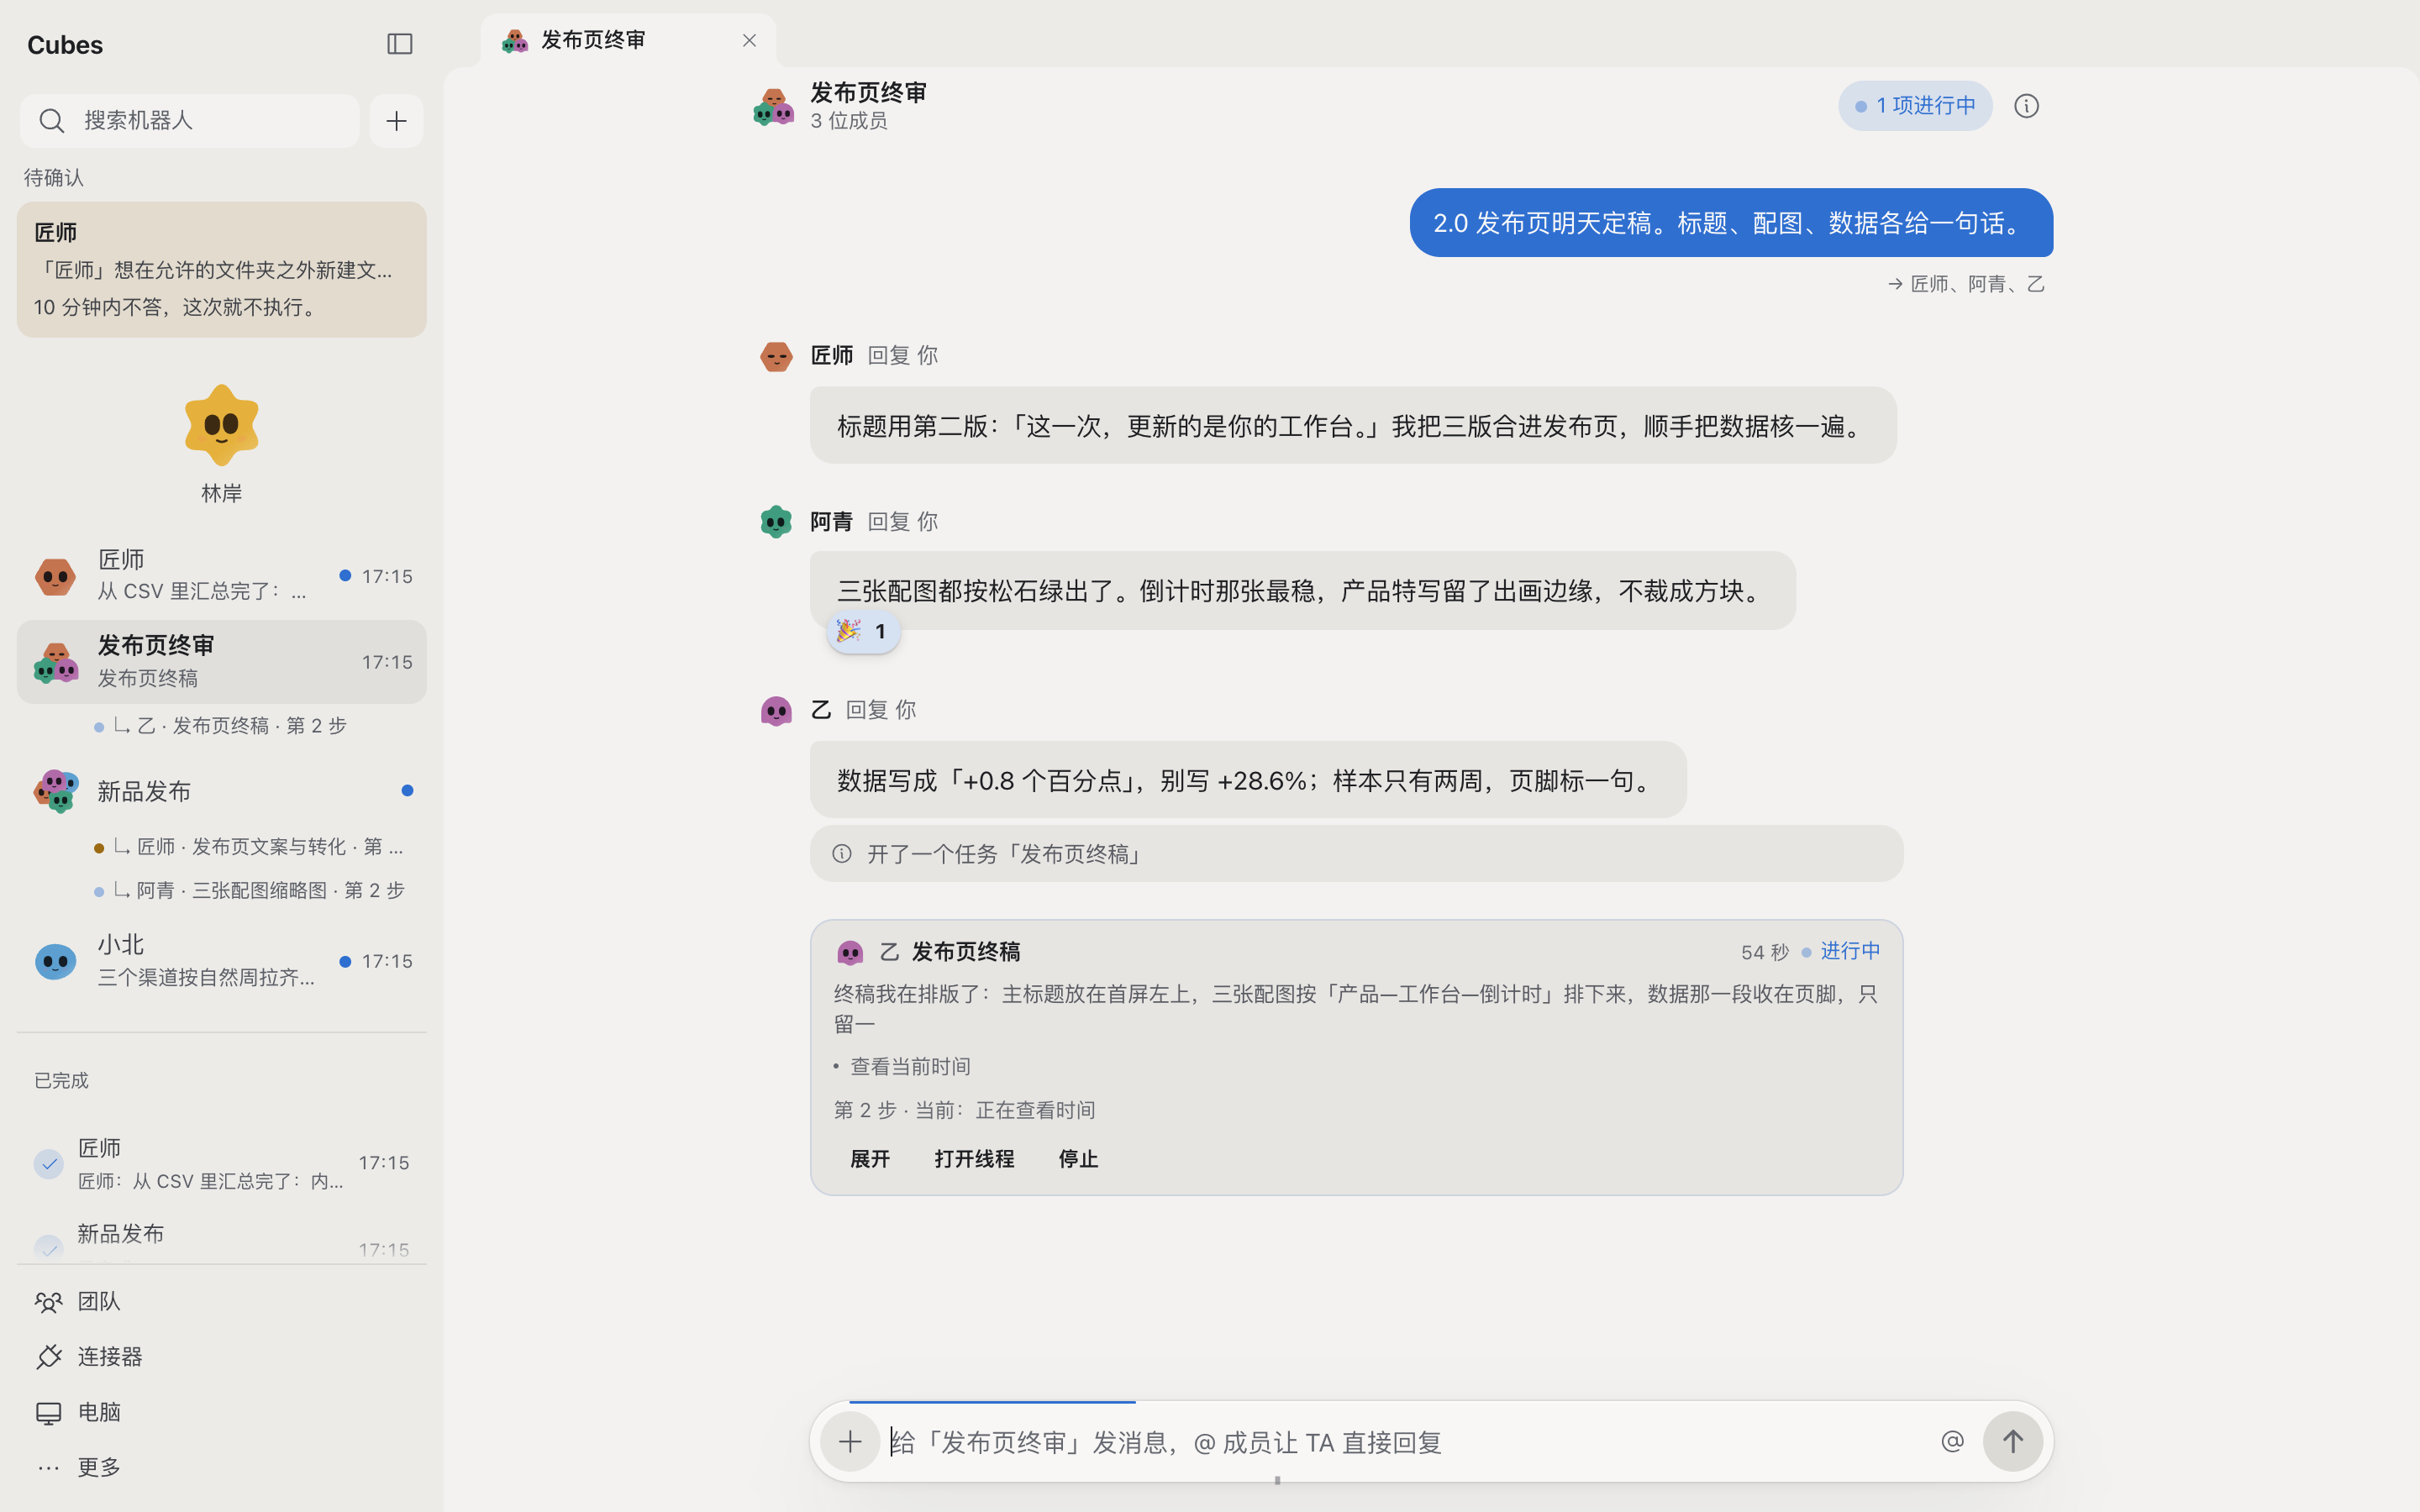 Cubes
搜索机器人
待确认
匠师
「匠师」想在允许的文件夹之外新建文...
10 分钟内不答，这次就不执行。
林岸
匠师
从 CSV 里汇总完了：...
17:15
发布页终审
发布页终稿
17:15
乙 · 发布页终稿 · 第 2 步
新品发布
匠师 · 发布页文案与转化 · 第 ...
阿青 · 三张配图缩略图 · 第 2 步
小北
三个渠道按自然周拉齐...
17:15
已完成
匠师
匠师：从 CSV 里汇总完了：内...
17:15
新品发布
17:15
团队
连接器
电脑
更多
发布页终审
发布页终审
3 位成员
1 项进行中
2.0 发布页明天定稿。标题、配图、数据各给一句话。
→ 匠师、阿青、乙
匠师 回复 你
标题用第二版：「这一次，更新的是你的工作台。」我把三版合进发布页，顺手把数据核一遍。
阿青 回复 你
三张配图都按松石绿出了。倒计时那张最稳，产品特写留了出画边缘，不裁成方块。
🎉 1
乙 回复 你
数据写成「+0.8 个百分点」，别写 +28.6%；样本只有两周，页脚标一句。
开了一个任务「发布页终稿」
乙 发布页终稿
54 秒 进行中
终稿我在排版了：主标题放在首屏左上，三张配图按「产品—工作台—倒计时」排下来，数据那一段收在页脚，只
留一
• 查看当前时间
第 2 步 · 当前：正在查看时间
展开 打开线程 停止
给「发布页终审」发消息，@ 成员让 TA 直接回复